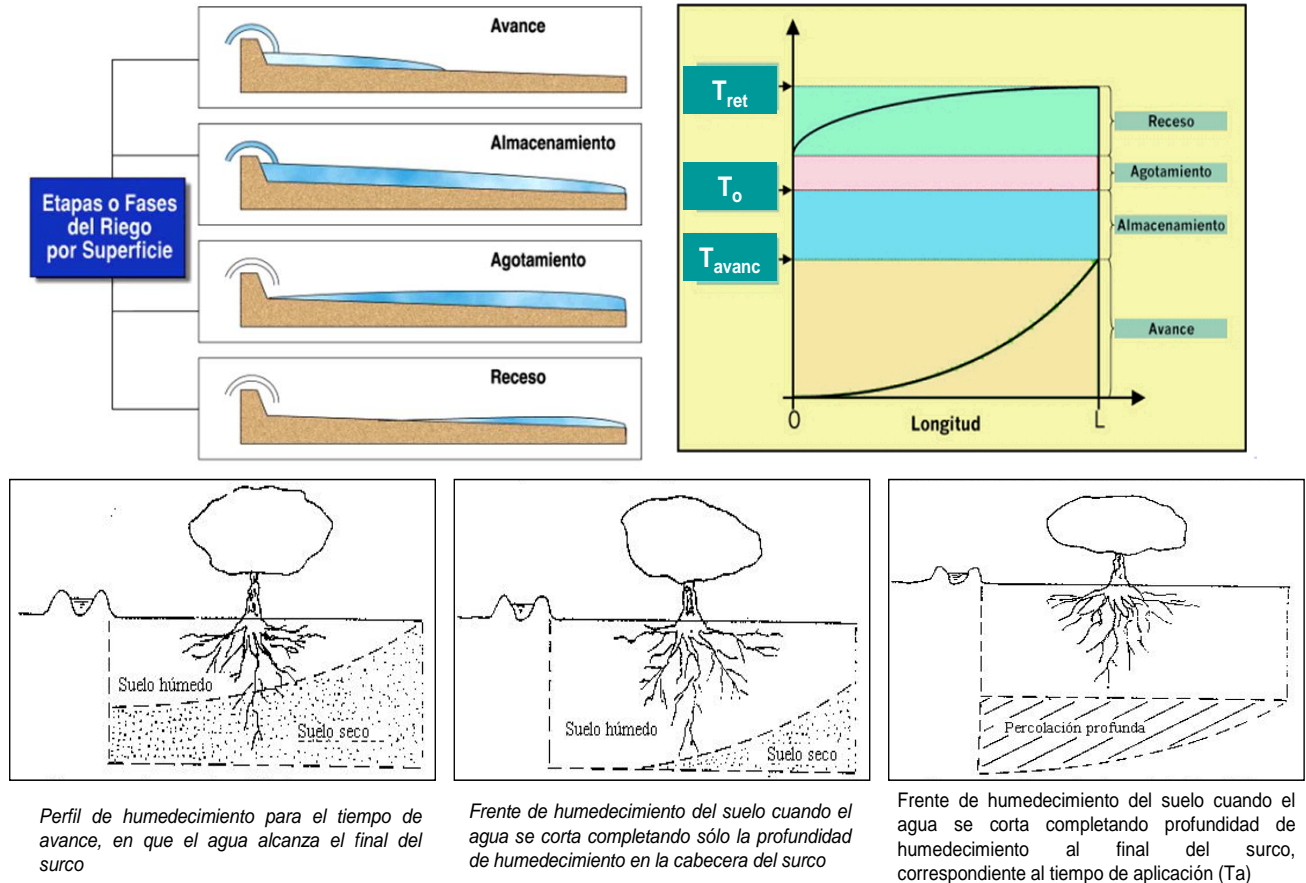 Etapas o Fases
del Riego
por Superficie
Avance
Almacenamiento
Agotamiento
Receso
T_ret
T_o
T_avanc
Receso
Agotamiento
Almacenamiento
Avance
O
Longitud
L
Suelo húmedo
Suelo seco
Perfil de humedecimiento para el tiempo de
avance, en que el agua alcanza el final del
surco
Suelo húmedo
Suelo seco
Frente de humedecimiento del suelo cuando el
agua se corta completando sólo la profundidad
de humedecimiento en la cabecera del surco
Percolación profunda
Frente de humedecimiento del suelo cuando el
agua se corta completando profundidad de
humedecimiento al final del surco,
correspondiente al tiempo de aplicación (Ta)